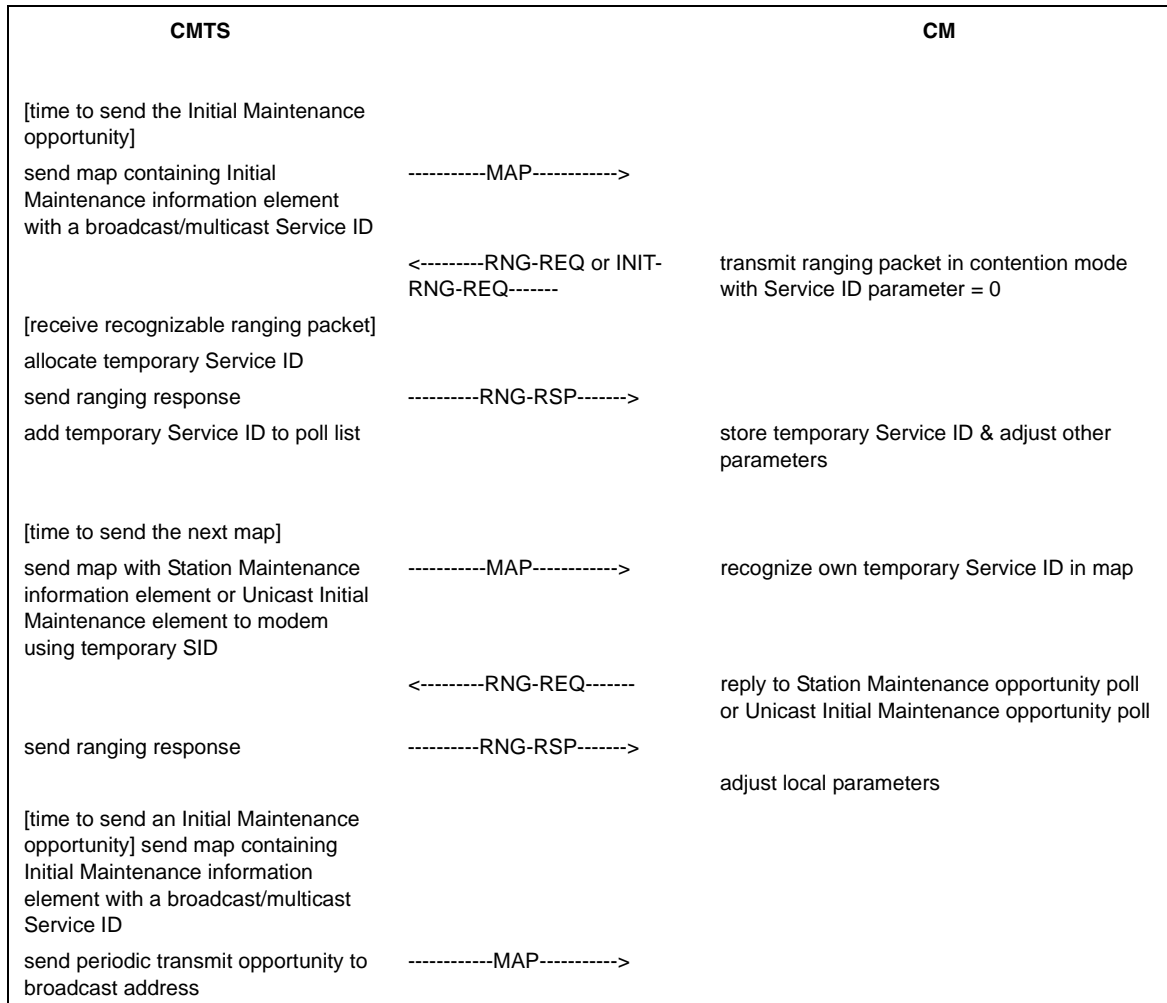 CMTS CM
[time to send the Initial Maintenance
opportunity]
send map containing Initial -----------MAP------------>
Maintenance information element
with a broadcast/multicast Service ID
<---------RNG-REQ or INIT- transmit ranging packet in contention mode
RNG-REQ------- with Service ID parameter = 0
[receive recognizable ranging packet]
allocate temporary Service ID
send ranging response ----------RNG-RSP------->
add temporary Service ID to poll list store temporary Service ID & adjust other
parameters
[time to send the next map]
send map with Station Maintenance -----------MAP------------> recognize own temporary Service ID in map
information element or Unicast Initial
Maintenance element to modem
using temporary SID
<---------RNG-REQ------- reply to Station Maintenance opportunity poll
or Unicast Initial Maintenance opportunity poll
send ranging response ----------RNG-RSP------->
adjust local parameters
[time to send an Initial Maintenance
opportunity] send map containing
Initial Maintenance information
element with a broadcast/multicast
Service ID
send periodic transmit opportunity to ------------MAP----------->
broadcast address